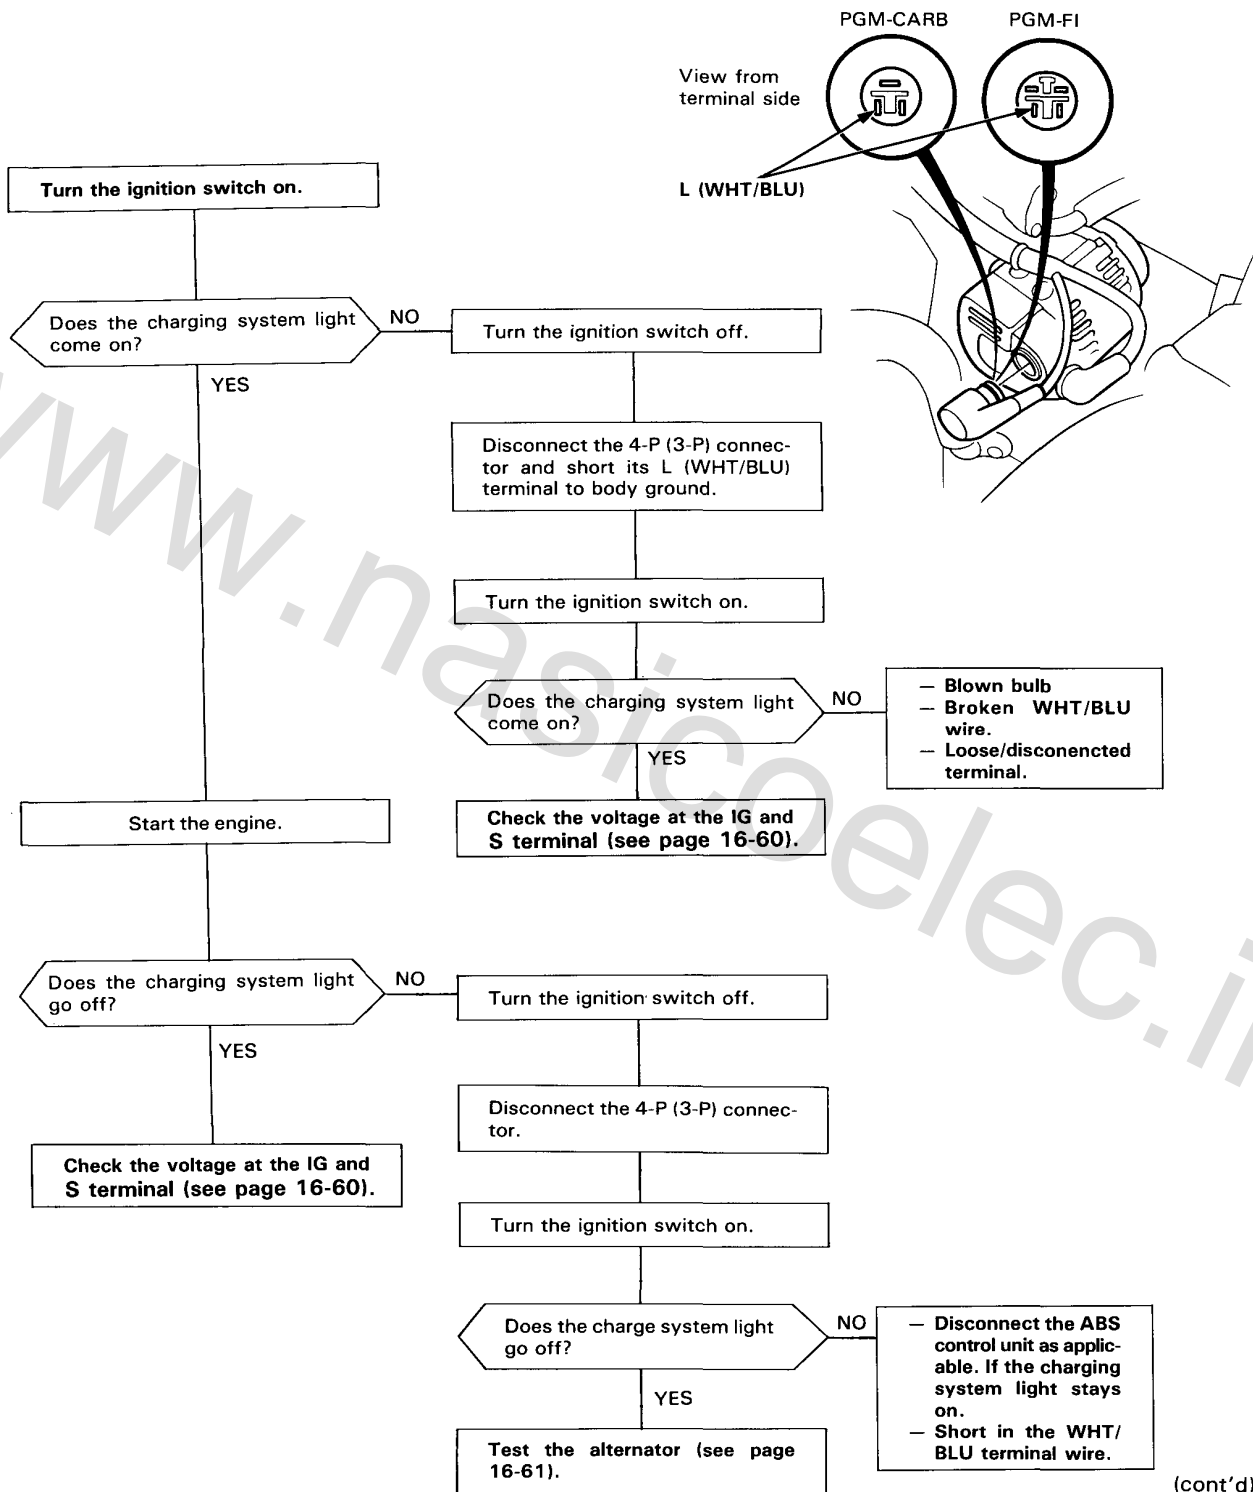 PGM-CARB
PGM-FI
View from
terminal side
L (WHT/BLU)
Turn the ignition switch on.
Does the charging system light
come on?
NO
YES
Turn the ignition switch off.
Disconnect the 4-P (3-P) connec-
tor and short its L (WHT/BLU)
terminal to body ground.
Turn the ignition switch on.
Does the charging system light
come on?
NO
YES
— Blown bulb
— Broken WHT/BLU
wire.
— Loose/disconencted
terminal.
Check the voltage at the IG and
S terminal (see page 16-60).
Start the engine.
Does the charging system light
go off?
NO
YES
Turn the ignition switch off.
Disconnect the 4-P (3-P) connec-
tor.
Check the voltage at the IG and
S terminal (see page 16-60).
Turn the ignition switch on.
Does the charge system light
go off?
NO
YES
— Disconnect the ABS
control unit as applic-
able. If the charging
system light stays
on.
— Short in the WHT/
BLU terminal wire.
Test the alternator (see page
16-61).
(cont'd)
www.nasicoelec.ir